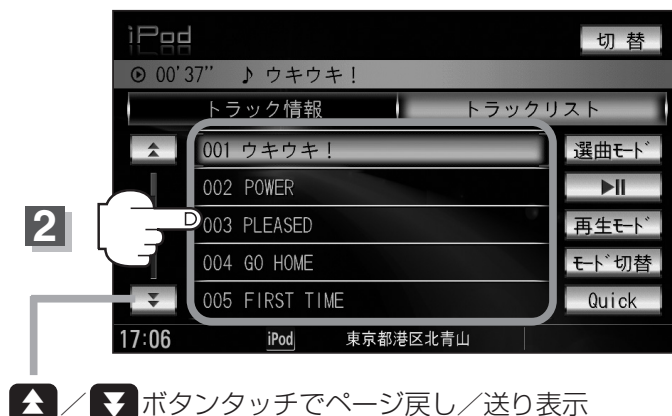 iPod
切 替
00'37” ♪ ウキウキ!
トラック情報 トラックリスト
001 ウキウキ! 選曲モード
002 POWER
2 003 PLEASED 再生モード
004 GO HOME モード切替
005 FIRST TIME Quick
17:06 iPod 東京都港区北青山
／ボタンタッチでページ戻し／送り表示